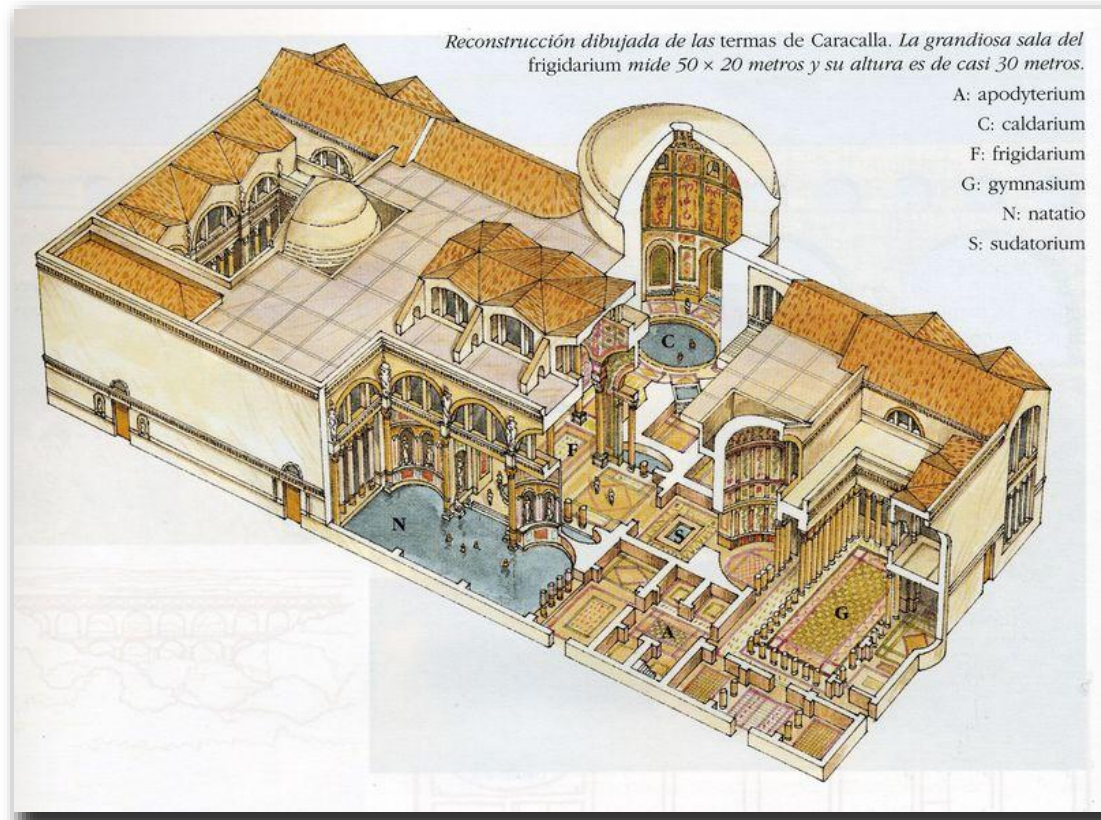 Reconstrucción dibujada de las termas de Caracalla. La grandiosa sala del
frigidarium mide 50 × 20 metros y su altura es de casi 30 metros.
A: apodyterium
C: caldarium
F: frigidarium
G: gymnasium
N: natatio
S: sudatorium
C
F
N
S
G
A